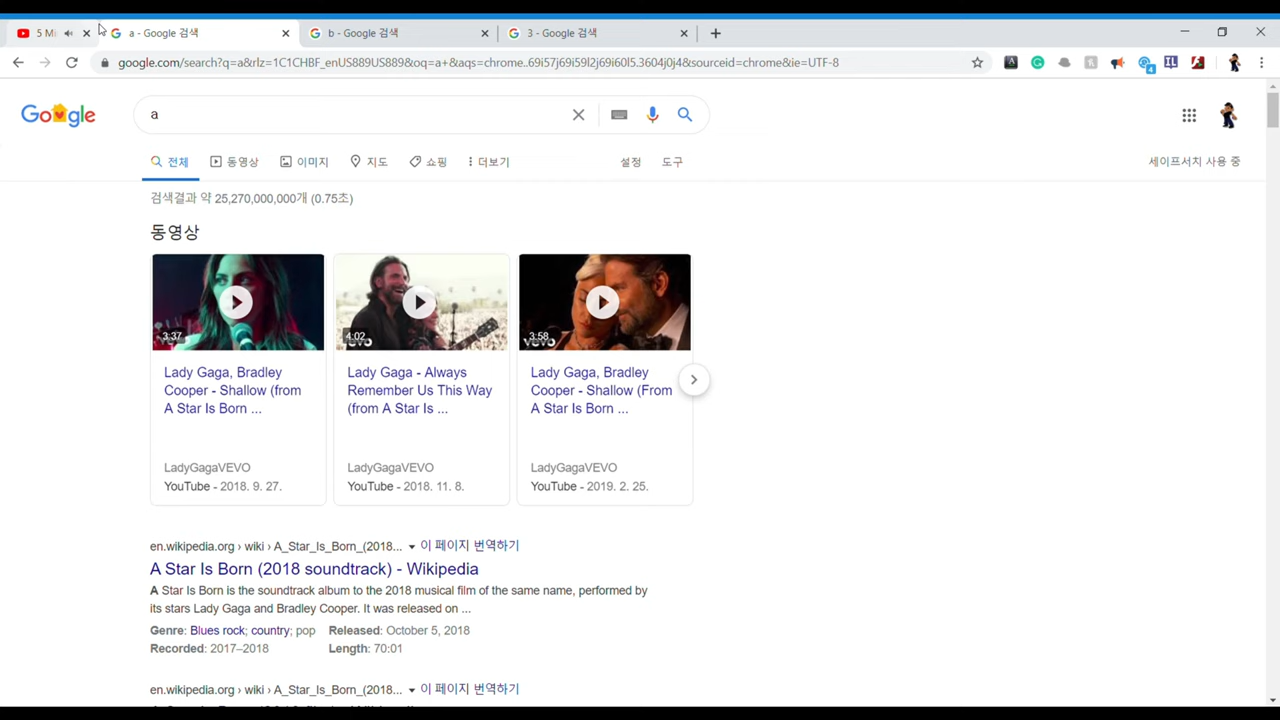 5 Mi
a - Google 검색
b - Google 검색
3 - Google 검색
google.com/search?q=a&rlz=1C1CHBF_enUS889US889&oq=a+&aqs=chrome..69i57j69i59l2j69i60l5.3604j0j4&sourceid=chrome&ie=UTF-8
Google
a
전체
동영상
이미지
지도
쇼핑
더보기
설정
도구
세이프서치 사용 중
검색결과 약 25,270,000,000개 (0.75초)
동영상
3:37
Lady Gaga, Bradley
Cooper - Shallow (from
A Star Is Born ...
LadyGagaVEVO
YouTube - 2018. 9. 27.
4:02
Lady Gaga - Always
Remember Us This Way
(from A Star Is ...
LadyGagaVEVO
YouTube - 2018. 11. 8.
3:58
Lady Gaga, Bradley
Cooper - Shallow (From
A Star Is Born ...
LadyGagaVEVO
YouTube - 2019. 2. 25.
en.wikipedia.org › wiki › A_Star_Is_Born_(2018... 이 페이지 번역하기
A Star Is Born (2018 soundtrack) - Wikipedia
A Star Is Born is the soundtrack album to the 2018 musical film of the same name, performed by
its stars Lady Gaga and Bradley Cooper. It was released on ...
Genre: Blues rock; country; pop Released: October 5, 2018
Recorded: 2017–2018 Length: 70:01
en.wikipedia.org › wiki › A_Star_Is_Born_(2018... 이 페이지 번역하기